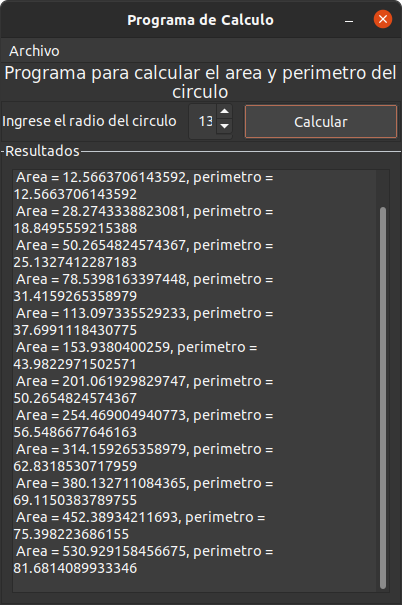 Programa de Calculo
Archivo
Programa para calcular el area y perimetro del
circulo
Ingrese el radio del circulo 13 Calcular
Resultados
Area = 12.5663706143592, perimetro =
12.5663706143592
Area = 28.2743338823081, perimetro =
18.8495559215388
Area = 50.2654824574367, perimetro =
25.1327412287183
Area = 78.5398163397448, perimetro =
31.4159265358979
Area = 113.097335529233, perimetro =
37.6991118430775
Area = 153.9380400259, perimetro =
43.9822971502571
Area = 201.061929829747, perimetro =
50.2654824574367
Area = 254.469004940773, perimetro =
56.5486677646163
Area = 314.159265358979, perimetro =
62.8318530717959
Area = 380.132711084365, perimetro =
69.1150383789755
Area = 452.38934211693, perimetro =
75.398223686155
Area = 530.929158456675, perimetro =
81.6814089933346